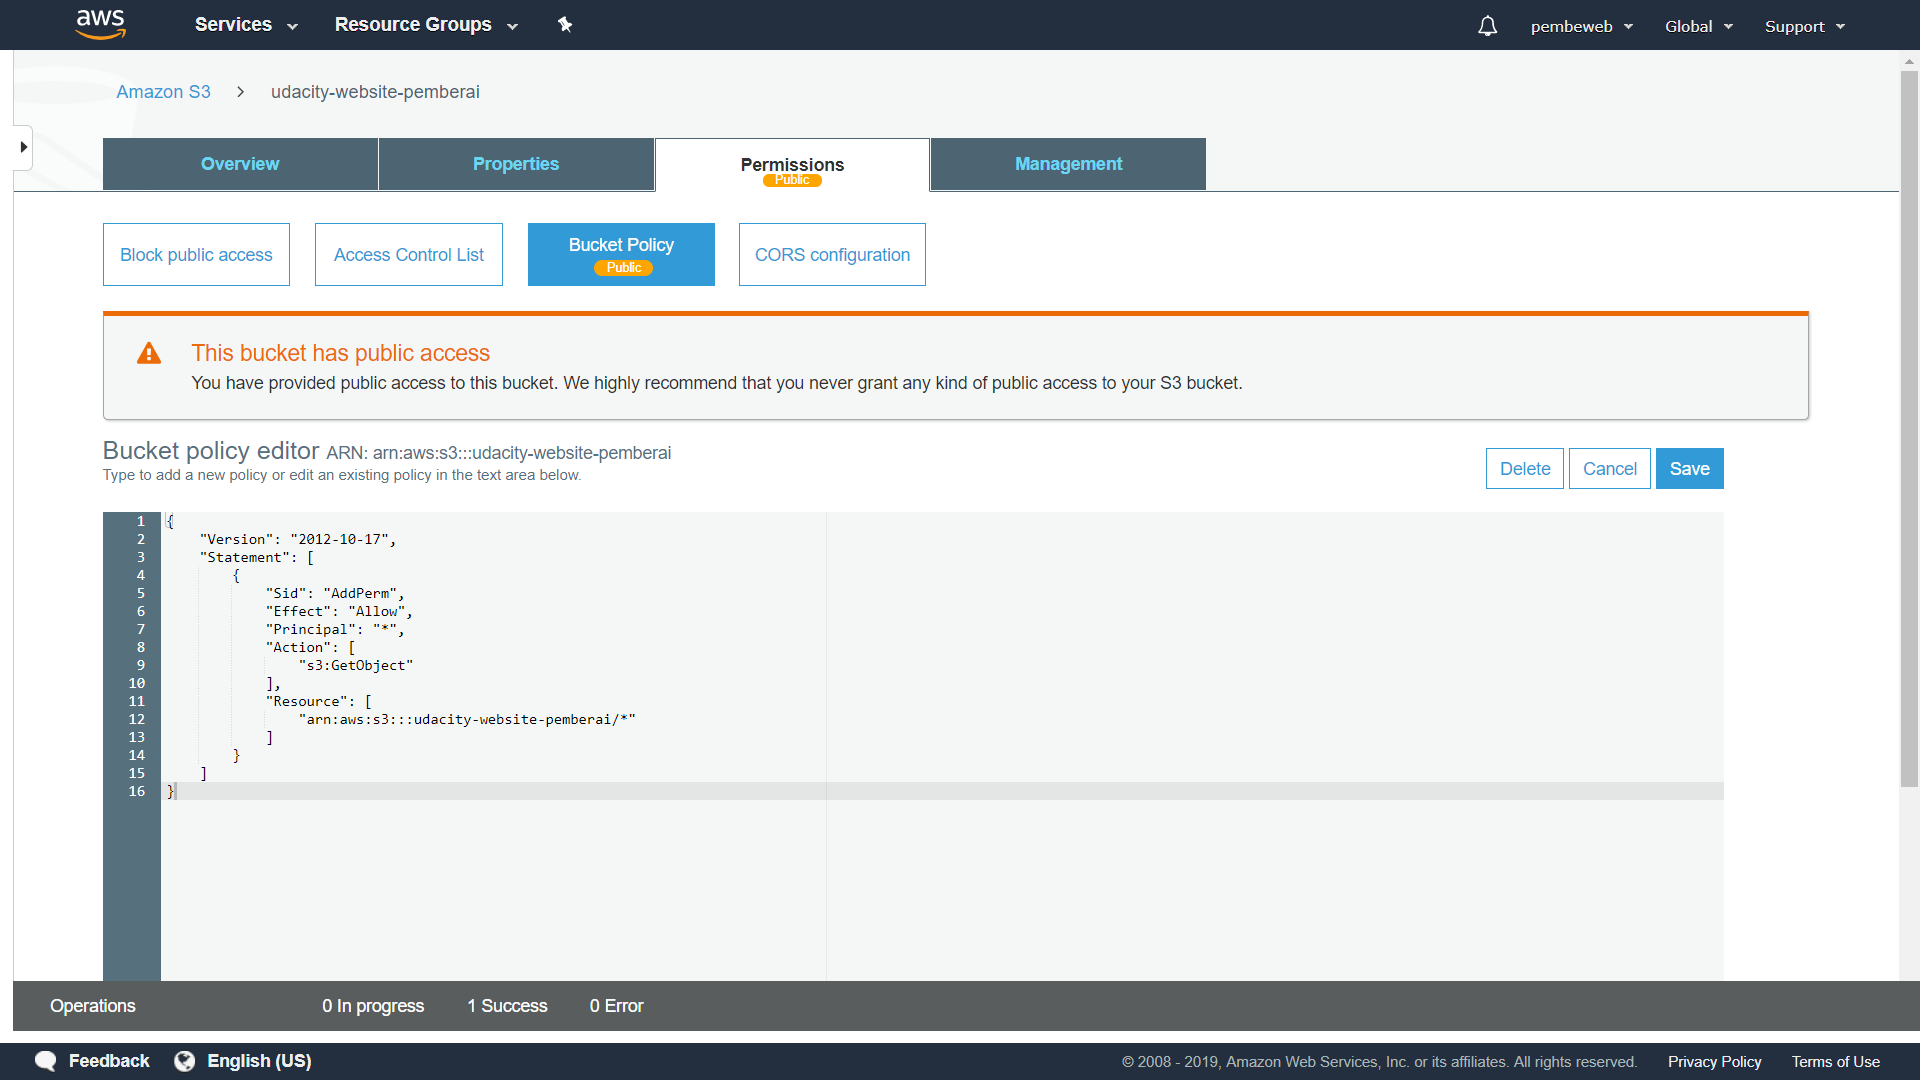 aws Services Resource Groups pembeweb Global Support
Amazon S3 > udacity-website-pemberai
Overview Properties Permissions Management
Public
Block public access Access Control List Bucket Policy CORS configuration
Public
This bucket has public access
You have provided public access to this bucket. We highly recommend that you never grant any kind of public access to your S3 bucket.
Bucket policy editor ARN: arn:aws:s3:::udacity-website-pemberai
Type to add a new policy or edit an existing policy in the text area below.
Delete Cancel Save
1 {
2 "Version": "2012-10-17",
3 "Statement": [
4 {
5 "Sid": "AddPerm",
6 "Effect": "Allow",
7 "Principal": "*",
8 "Action": [
9 "s3:GetObject"
10 ],
11 "Resource": [
12 "arn:aws:s3:::udacity-website-pemberai/*"
13 ]
14 }
15 ]
16 }
Operations 0 In progress 1 Success 0 Error
Feedback English (US) © 2008 - 2019, Amazon Web Services, Inc. or its affiliates. All rights reserved. Privacy Policy Terms of Use